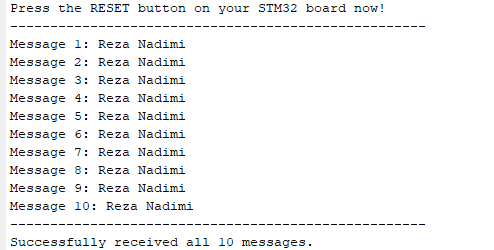 Press the RESET button on your STM32 board now!
----------------------------------------------------
Message 1: Reza Nadimi
Message 2: Reza Nadimi
Message 3: Reza Nadimi
Message 4: Reza Nadimi
Message 5: Reza Nadimi
Message 6: Reza Nadimi
Message 7: Reza Nadimi
Message 8: Reza Nadimi
Message 9: Reza Nadimi
Message 10: Reza Nadimi
----------------------------------------------------
Successfully received all 10 messages.